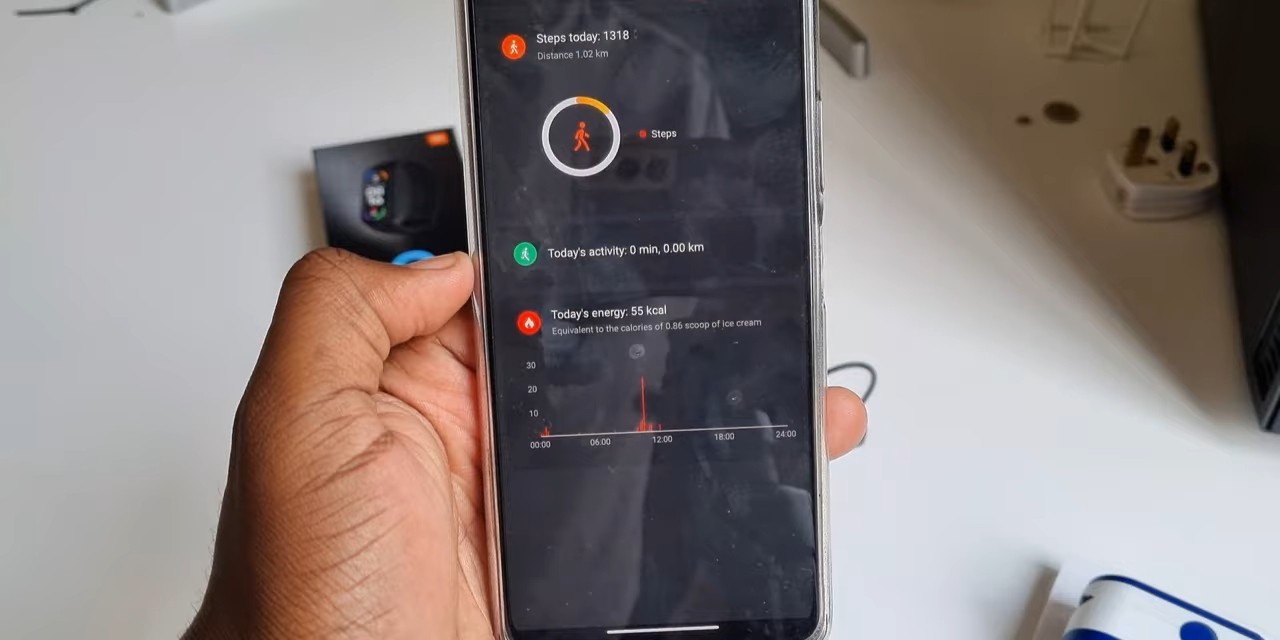 Steps today: 1318
Distance 1.02 km
Steps
Today's activity: 0 min, 0.00 km
Today's energy: 55 kcal
Equivalent to the calories of 0.86 scoop of ice cream
30
20
10
00:00 06:00 12:00 18:00 24:00